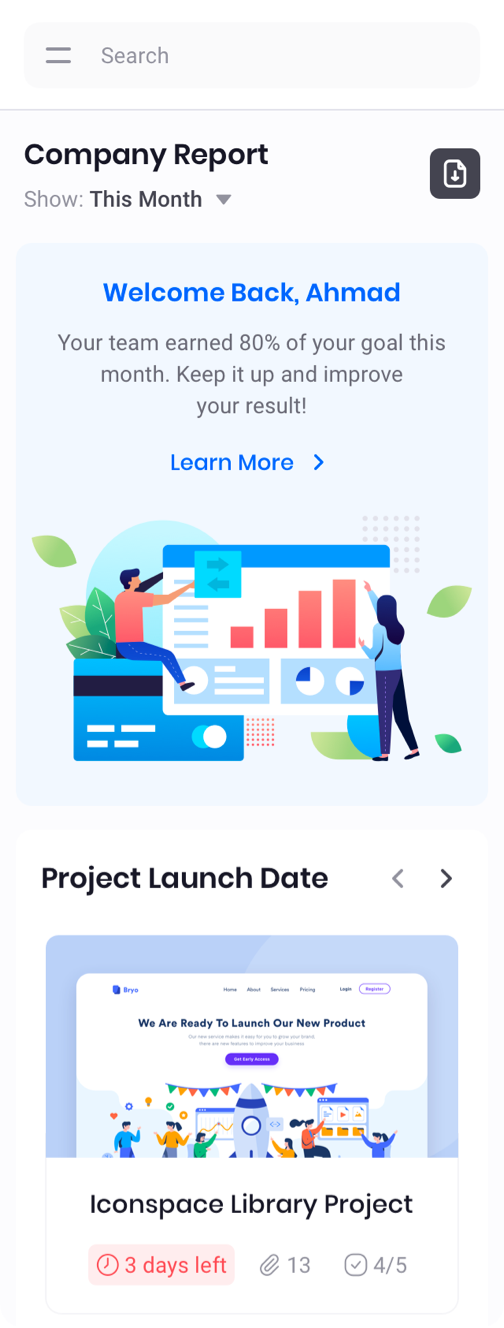 Search
Company Report
Show: This Month
Welcome Back, Ahmad
Your team earned 80% of your goal this
month. Keep it up and improve
your result!
Learn More
Project Launch Date
Bryo Home About Services Pricing Login Register
We Are Ready To Launch Our New Product
Our new service makes it easy for you to grow your brand,
there are new features to improve your business
Get Early Access
Iconspace Library Project
3 days left 13 4/5